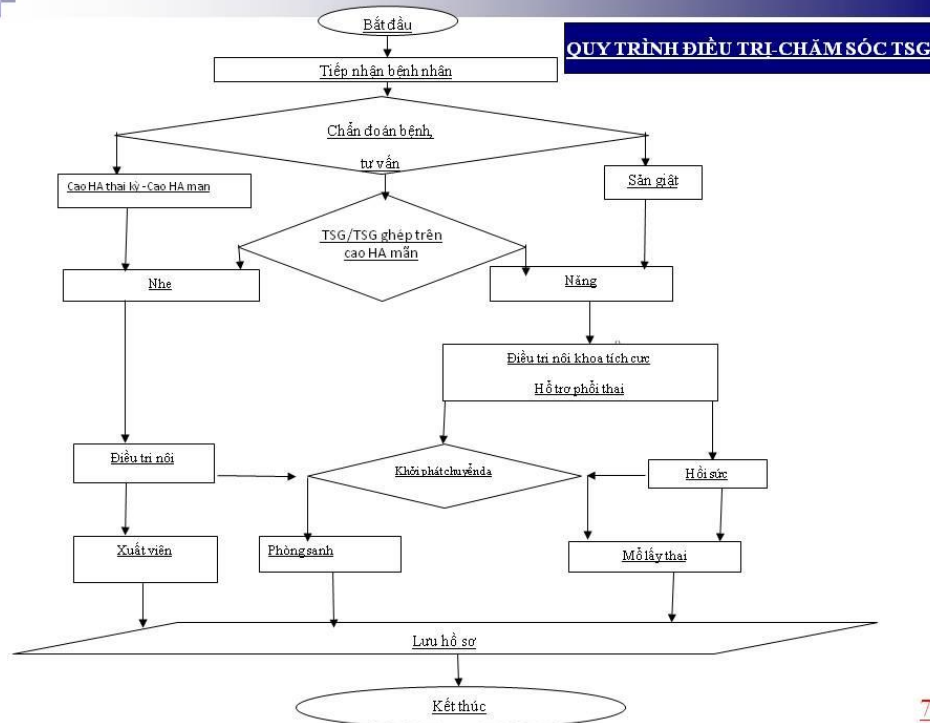 Bắt đầu
QUY TRÌNH ĐIỀU TRỊ-CHĂM SÓC TSG
Tiếp nhận bệnh nhân
Chẩn đoán bệnh,
tư vấn
Cao HA thai kỳ -Cao HA mạn
Sản giật
TSG/TSG ghép trên
cao HA mãn
Nhẹ
Nặng
Điều trị nội khoa tích cực
Hỗ trợ phổi thai
Điều trị nội
Khởi phát chuyển dạ
Hồi sức
Xuất viện
Phòng sanh
Mổ lấy thai
Lưu hồ sơ
Kết thúc
7